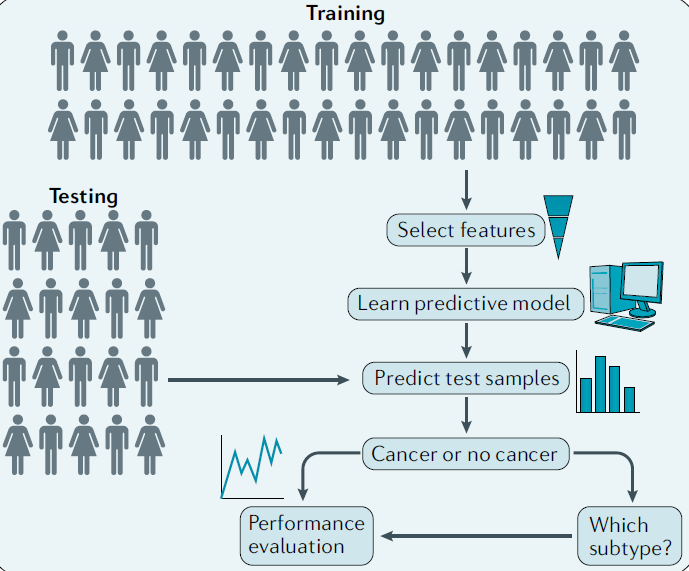 Training
Testing
Select features
Learn predictive model
Predict test samples
Cancer or no cancer
Performance
evaluation
Which
subtype?